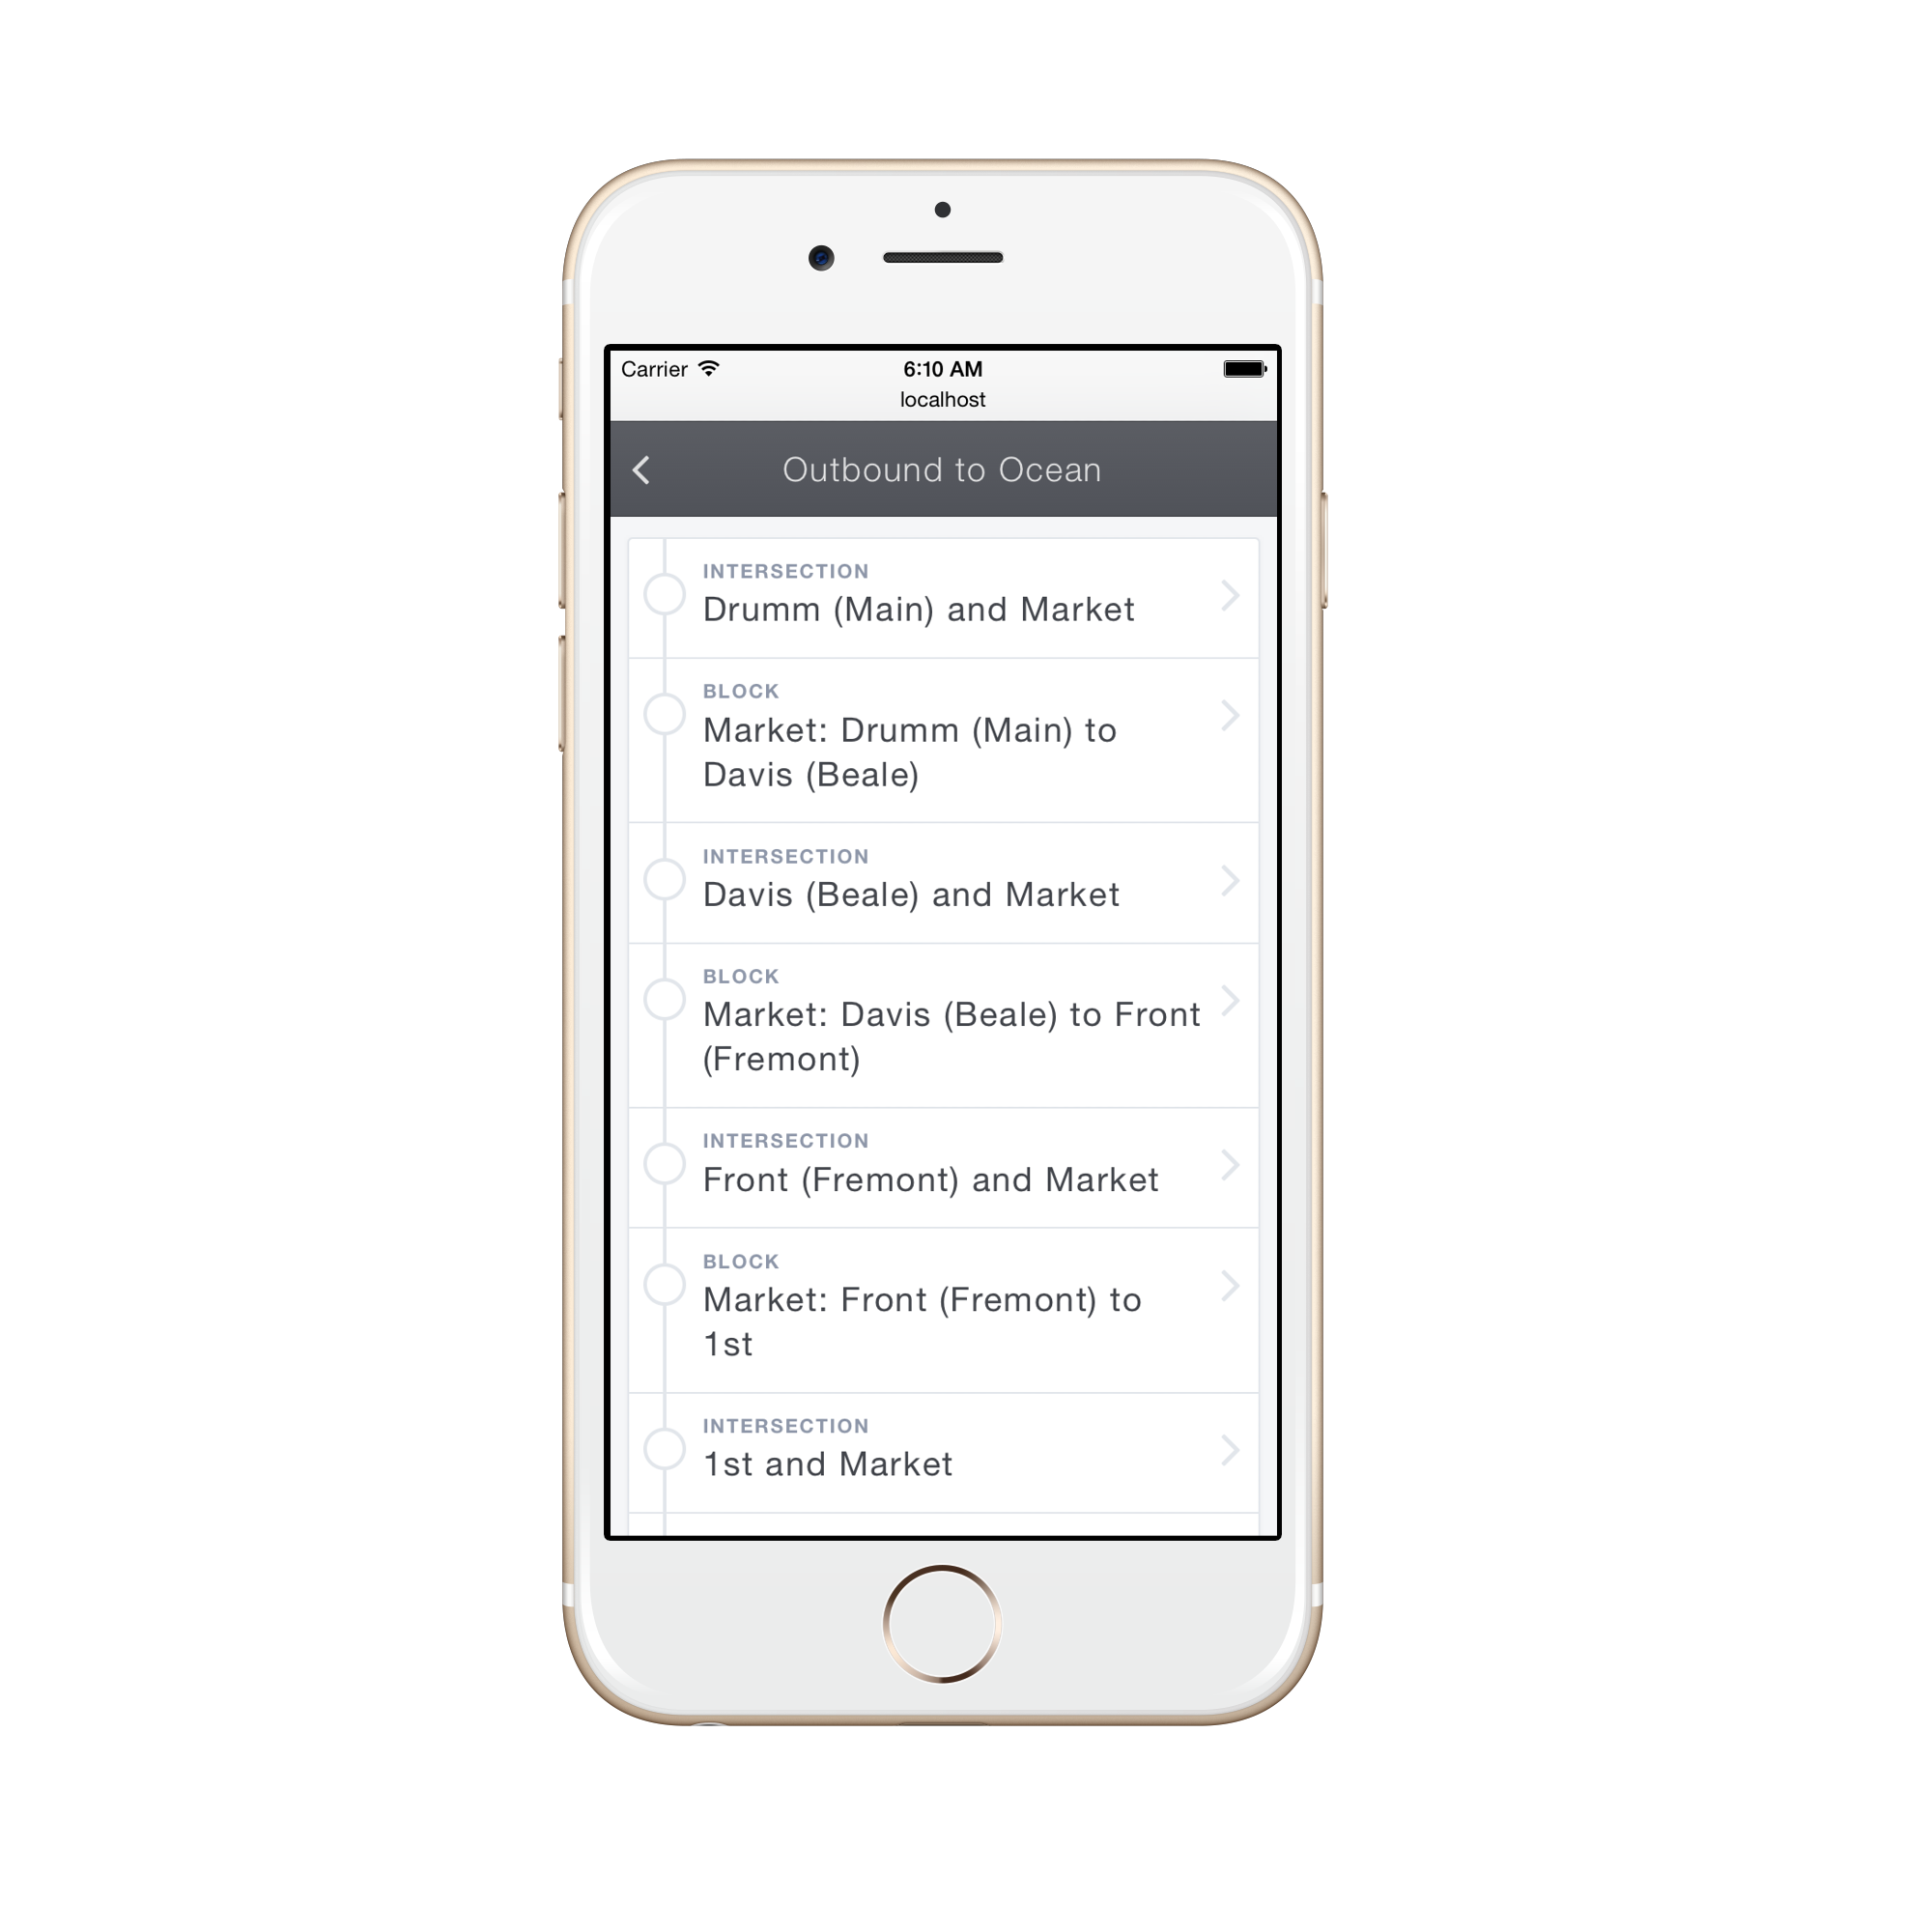 Carrier 6:10 AM
localhost
Outbound to Ocean
INTERSECTION
Drumm (Main) and Market
BLOCK
Market: Drumm (Main) to
Davis (Beale)
INTERSECTION
Davis (Beale) and Market
BLOCK
Market: Davis (Beale) to Front
(Fremont)
INTERSECTION
Front (Fremont) and Market
BLOCK
Market: Front (Fremont) to
1st
INTERSECTION
1st and Market